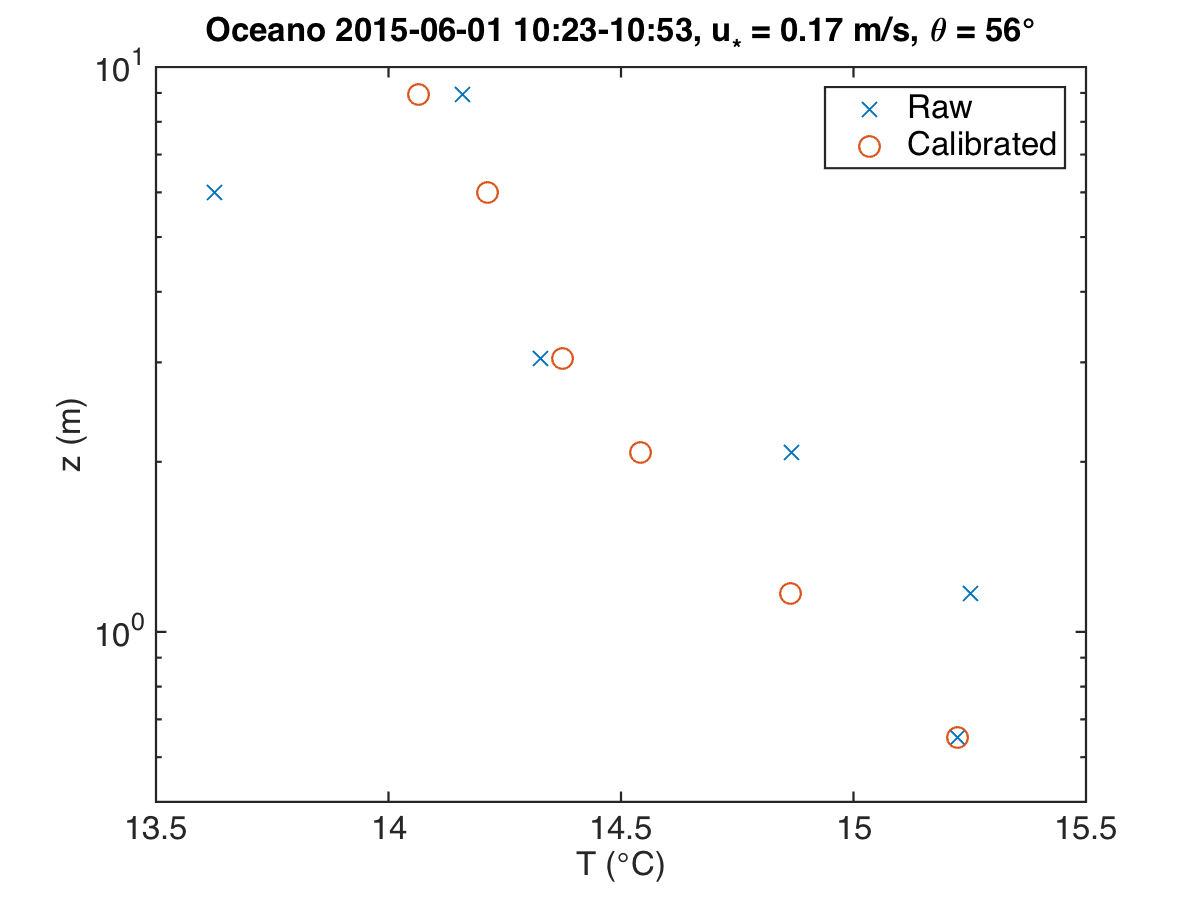 Oceano 2015-06-01 10:23-10:53, u* = 0.17 m/s, θ = 56°
10¹
Raw
Calibrated
z (m)
10⁰
13.5 14 14.5 15 15.5
T (°C)